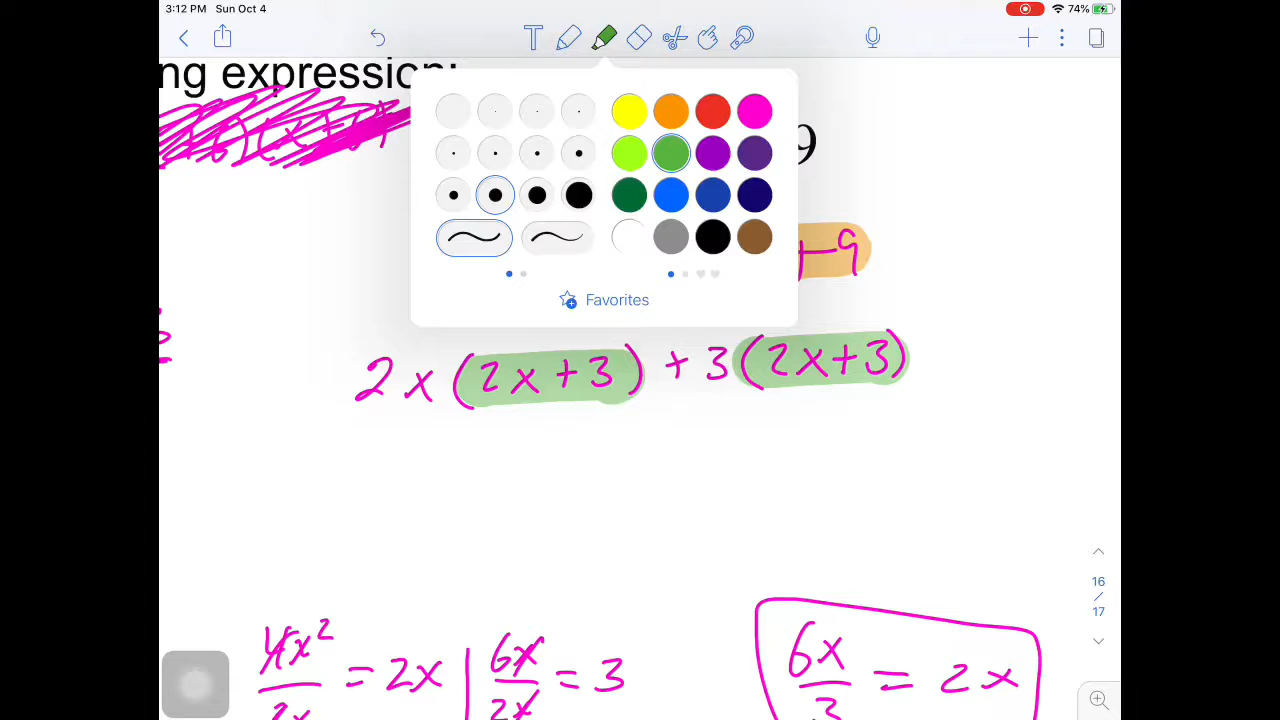 3:12 PM Sun Oct 4 74%
T
ng expression:
9
+9
Favorites
2x(2x+3) + 3(2x+3)
16
/
17
4x²/2x = 2x | 6x/2x = 3
6x/3 = 2x